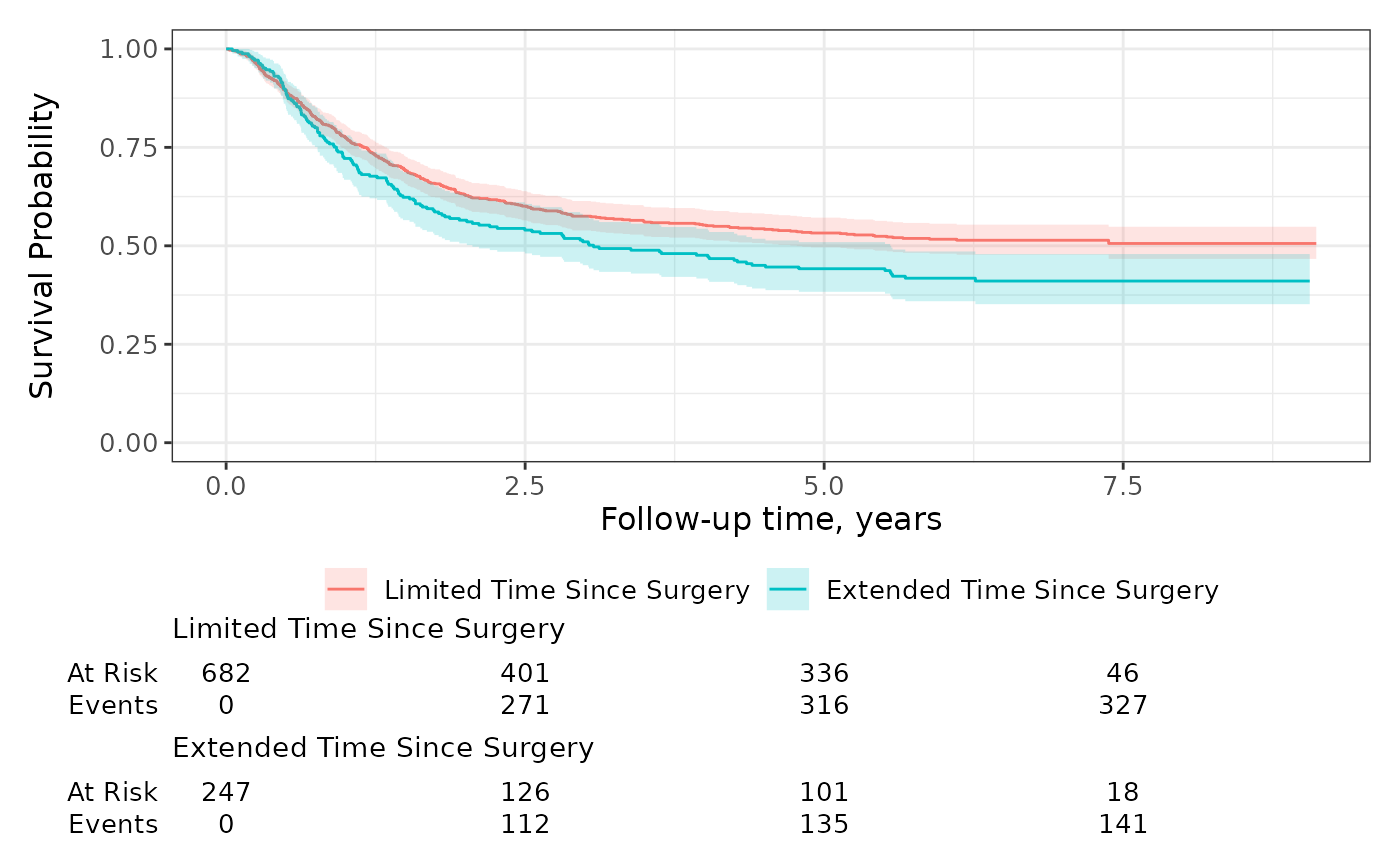 Survival Probability
1.00
0.75
0.50
0.25
0.00
0.0 2.5 5.0 7.5
Follow-up time, years
Limited Time Since Surgery Extended Time Since Surgery
Limited Time Since Surgery
At Risk 682 401 336 46
Events 0 271 316 327
Extended Time Since Surgery
At Risk 247 126 101 18
Events 0 112 135 141